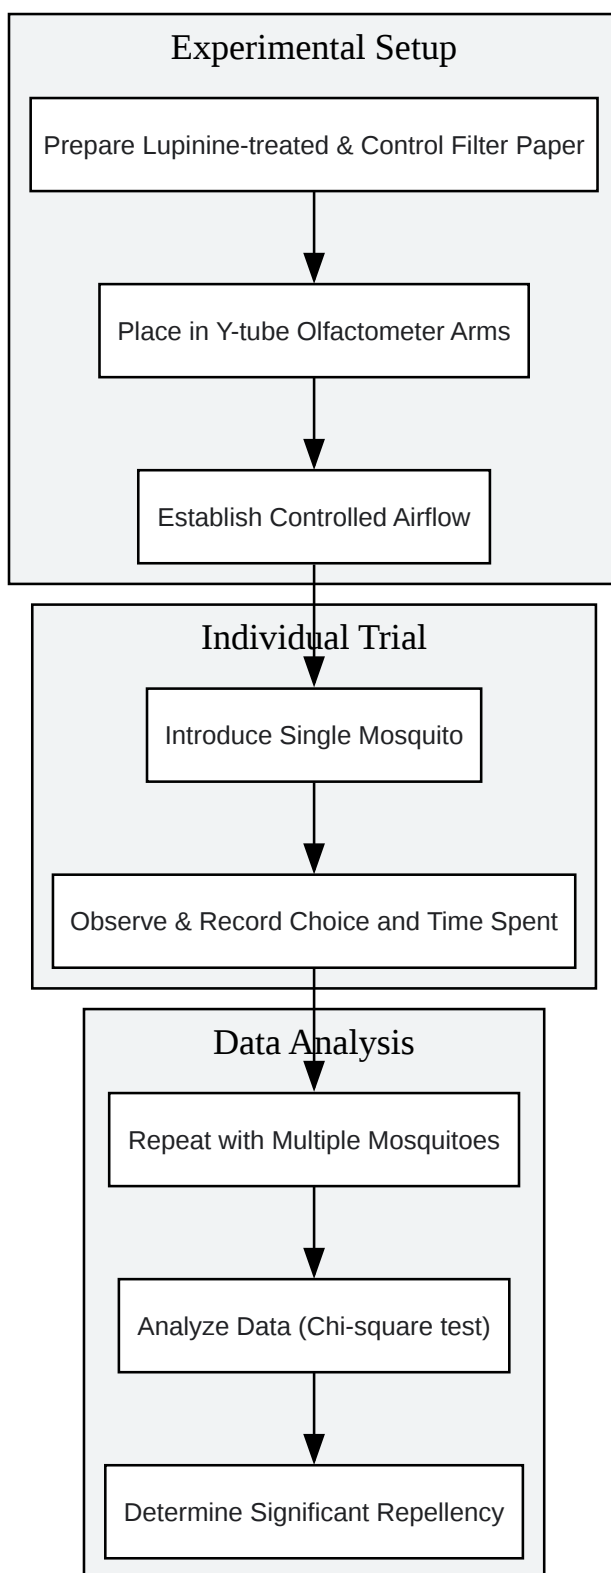 Experimental Setup
Prepare Lupinine-treated & Control Filter Paper
Place in Y-tube Olfactometer Arms
Establish Controlled Airflow
Individual Trial
Introduce Single Mosquito
Observe & Record Choice and Time Spent
Data Analysis
Repeat with Multiple Mosquitoes
Analyze Data (Chi-square test)
Determine Significant Repellency